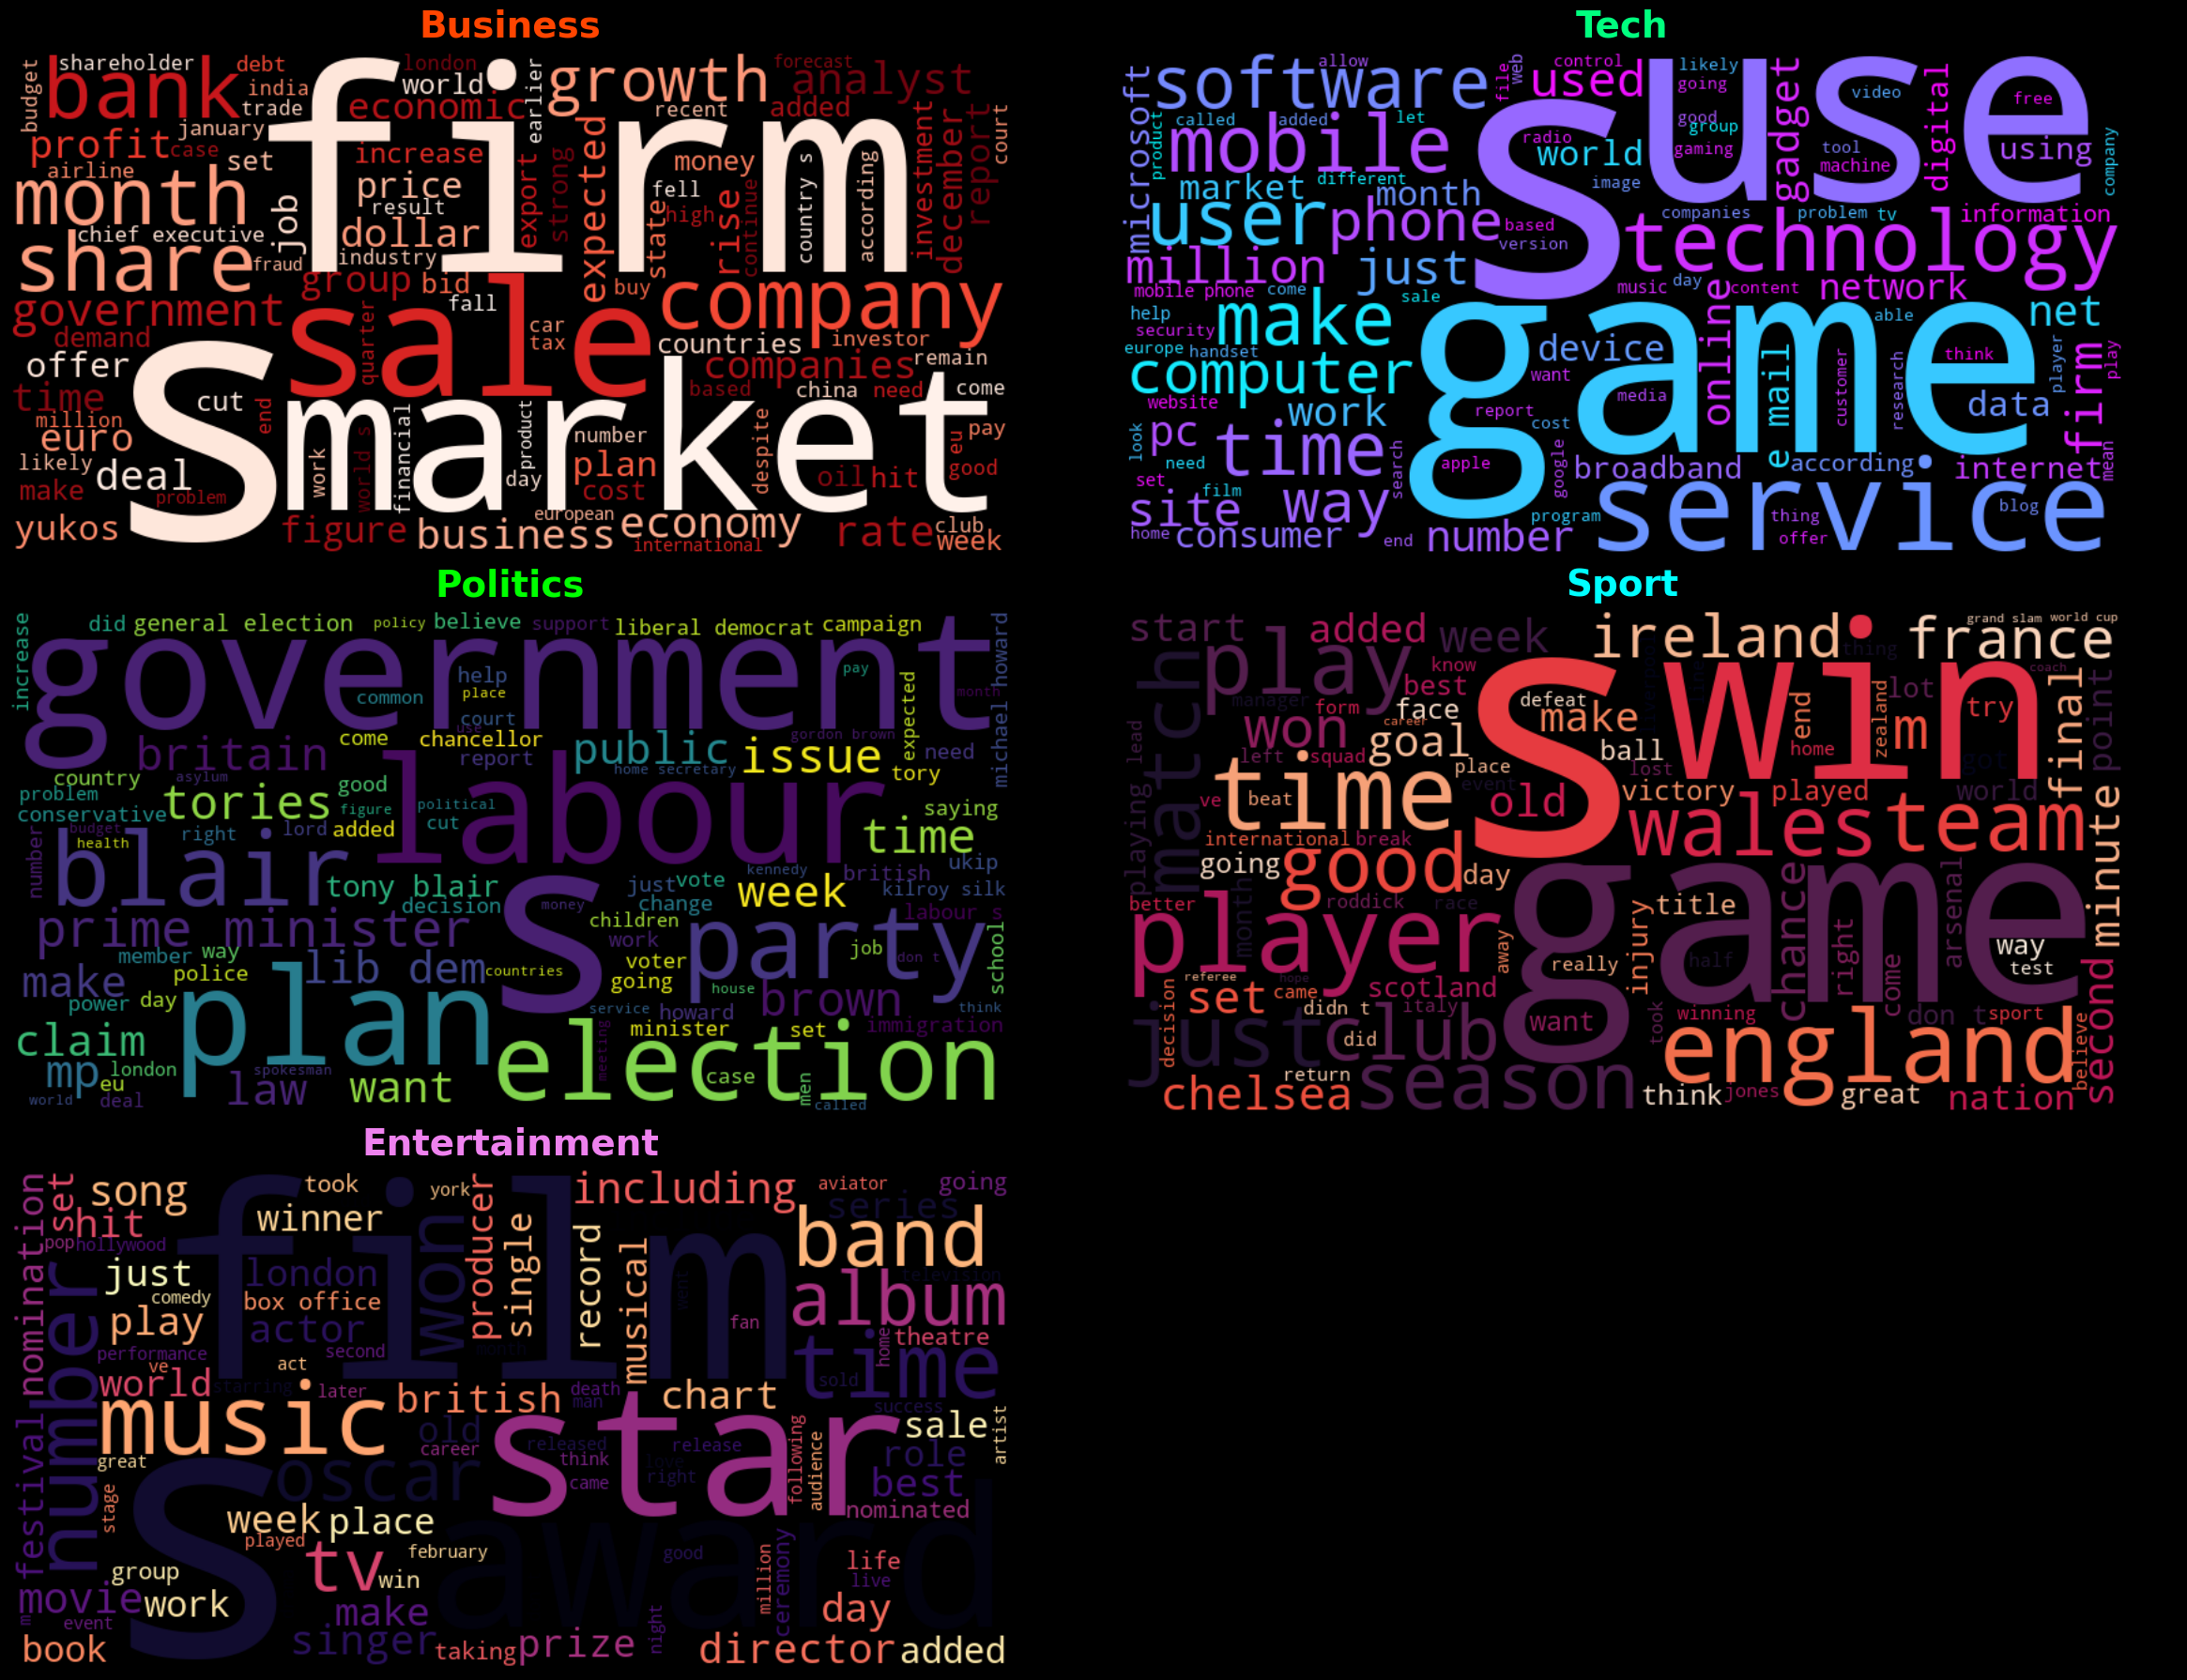 Business
budget
shareholder
bank
debt
india
trade
london
world
earlier
growth
forecast
analyst
economic
recent
added
profit
january
case
set
firm
airline
increase
export
strong
expected
money
investment
december
report
court
month
price
result
job
dollar
fell
high
state
rise
continue
country s
according
share
chief executive
fraud
industry
group
bid
buy
company
government
demand
quarter
sale
fall
car
tax
countries
investor
offer
companies
remain
time
cut
end
based
china
need
come
million
euro
s
market
work
world s
financial
product
number
despite
eu
pay
likely
deal
day
plan
oil
hit
good
make
problem
cost
yukos
figure
european
business
economy
international
rate
club
week
Tech
microsoft
software
allow
file
web
used
control
likely
going
use
video
gadget
digital
free
product
called
added
let
mobile
radio
good
group
world
gaming
tool
machine
using
company
market
different
month
image
s
user
phone
based
version
companies
problem
tv
information
million
just
technology
mobile phone
come
sale
music
day
content
network
help
make
security
online
able
net
europe
handset
game
device
e mail
customer
research
think
player
firm
play
computer
want
website
work
report
cost
media
data
look
pc
time
search
need
apple
google
broadband
according
internet
mean
set
film
site
way
program
service
thing
blog
home
consumer
end
number
offer
Politics
increase
did
general election
policy
believe
support
liberal democrat
campaign
michael howard
government
help
place
common
pay
month
court
use
britain
come
chancellor
report
public
home secretary
issue
gordon brown
expected
need
tory
country
asylum
good
problem
conservative
tories
figure
political
cut
labour
saying
time
number
budget
health
right
lord
added
blair
tony blair
decision
just
vote
change
kennedy
week
british
ukip
kilroy silk
prime minister
s
money
children
party
labour s
member
way
work
voter
job
don t
school
make
police
lib dem
countries
going
house
brown
power
day
plan
service
howard
think
claim
minister
set
immigration
mp
london
eu
spokesman
election
meeting
case
men
world
deal
law
want
called
Sport
start
play
added
week
ireland
thing
france
grand slam
world cup
coach
match
know
best
manager
form
face
career
won
goal
defeat
make
s
win
end
zealand
lot
m
try
final
point
lead
left
squad
place
ball
home
lost
got
time
event
ve
beat
old
victory
played
world
playing
international
break
wales
team
minute
going
good
day
better
month
roddick
race
title
game
chance
right
arsenal
player
away
injury
really
half
way
test
referee
hope
set
came
scotland
decision
didn t
italy
come
don t
sport
second
just
did
club
want
took
winning
england
believe
return
chelsea
season
think
jones
great
nation
Entertainment
nomination
set
song
took
york
producer
including
aviator
going
series
hit
winner
won
single
record
band
pop
hollywood
film
musical
just
london
went
television
comedy
box office
album
number
play
actor
fan
theatre
performance
second
month
time
home
ve
act
world
starring
later
british
death
man
chart
sold
success
festival
music
old
career
star
sale
artist
released
think
release
love
right
following
audience
role
great
oscar
came
best
nominated
stage
s
week
place
award
played
tv
february
good
million
ceremony
life
live
group
win
movie
work
make
day
m
event
book
singer
taking
prize
night
director
added